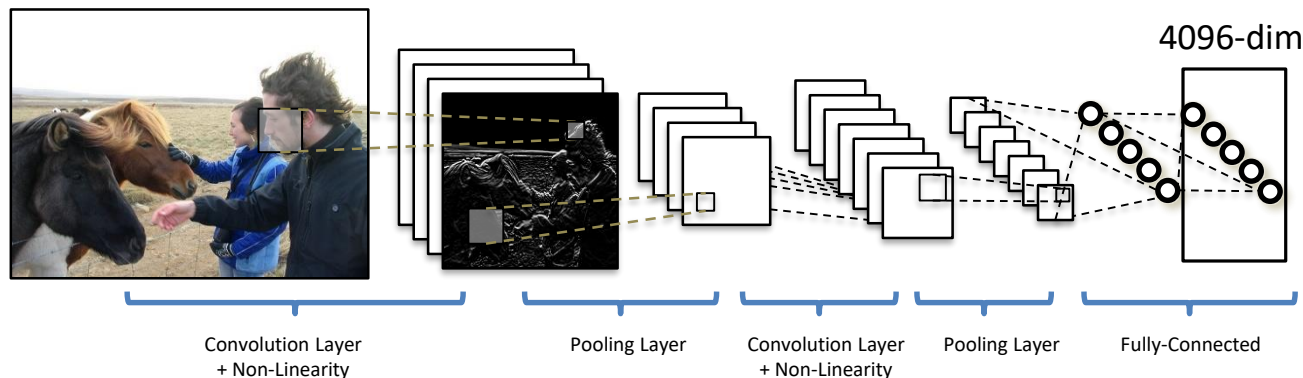 4096-dim
Convolution Layer
+ Non-Linearity
Pooling Layer
Convolution Layer
+ Non-Linearity
Pooling Layer
Fully-Connected